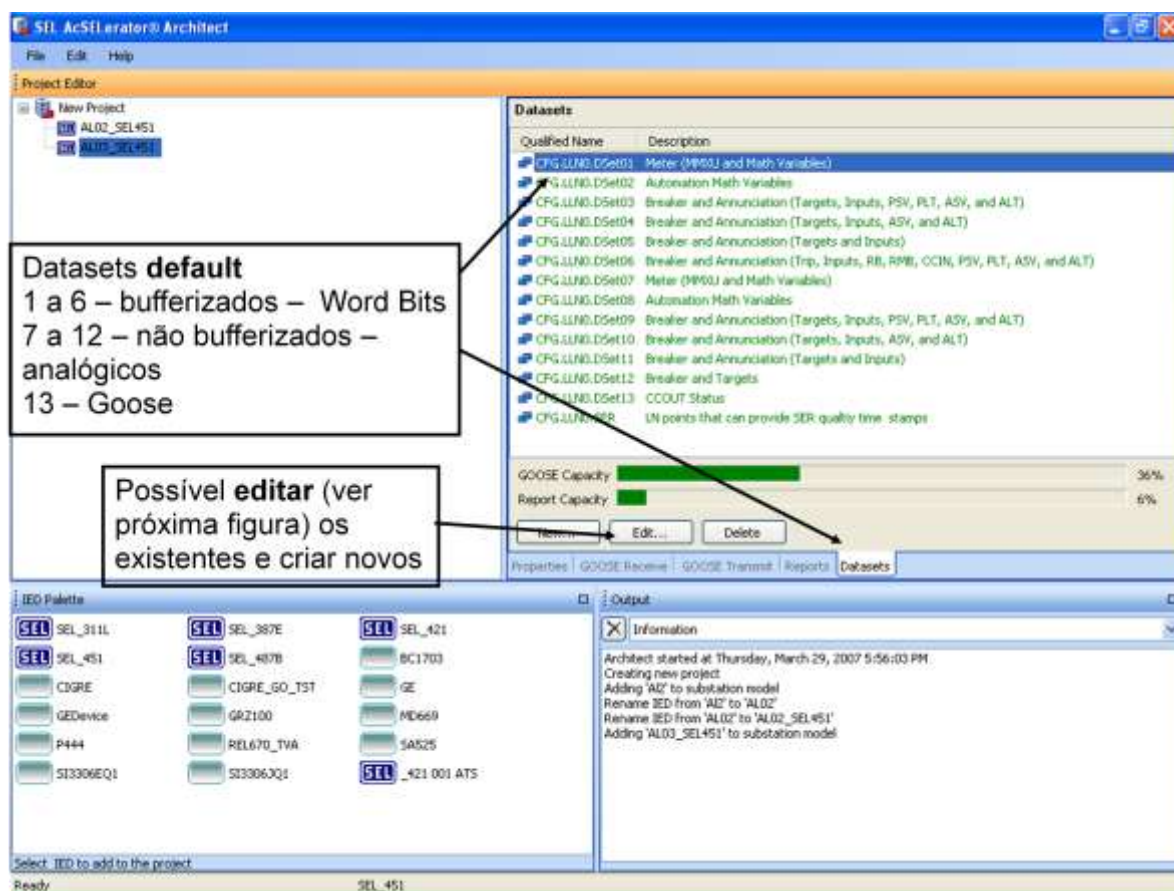 SEL AcSELerator® Architect
File Edit Help
Project Editor
New Project
AL02_SEL451
AL03_SEL451
Datasets
Qualified Name Description
CFG.LLN0.DSet01 Meter (MMXU and Math Variables)
CFG.LLN0.DSet02 Automation Math Variables
CFG.LLN0.DSet03 Breaker and Annunciation (Targets, Inputs, PSV, PLT, ASV, and ALT)
CFG.LLN0.DSet04 Breaker and Annunciation (Targets, Inputs, ASV, and ALT)
CFG.LLN0.DSet05 Breaker and Annunciation (Targets and Inputs)
CFG.LLN0.DSet06 Breaker and Annunciation (Trip, Inputs, RB, RMB, CCIN, PSV, PLT, ASV, and ALT)
CFG.LLN0.DSet07 Meter (MMXU and Math Variables)
CFG.LLN0.DSet08 Automation Math Variables
CFG.LLN0.DSet09 Breaker and Annunciation (Targets, Inputs, PSV, PLT, ASV, and ALT)
CFG.LLN0.DSet10 Breaker and Annunciation (Targets, Inputs, ASV, and ALT)
CFG.LLN0.DSet11 Breaker and Annunciation (Targets and Inputs)
CFG.LLN0.DSet12 Breaker and Targets
CFG.LLN0.DSet13 CCOUT Status
LN points that can provide SER quality time stamps
Datasets default
1 a 6 – bufferizados – Word Bits
7 a 12 – não bufferizados –
analógicos
13 – Goose
GOOSE Capacity 36%
Report Capacity 6%
Possível editar (ver
próxima figura) os
existentes e criar novos
New... Edit... Delete
Properties GOOSE Receive GOOSE Transmit Reports Datasets
IED Palette
SEL SEL_311L SEL SEL_387E SEL SEL_421
SEL SEL_451 SEL SEL_487B BC1703
CIGRE CIGRE_GO_TST GE
GEDevice GRZ100 MD669
P444 REL670_TVA SA525
SI3306EQ1 SI3306JQ1 SEL _421 001 ATS
Select IED to add to the project
Output
Information
Architect started at Thursday, March 29, 2007 5:56:03 PM
Creating new project
Adding 'AI2' to substation model
Rename IED from 'AI2' to 'AL02'
Rename IED from 'AL02' to 'AL02_SEL451'
Adding 'AL03_SEL451' to substation model
Ready SEL_451